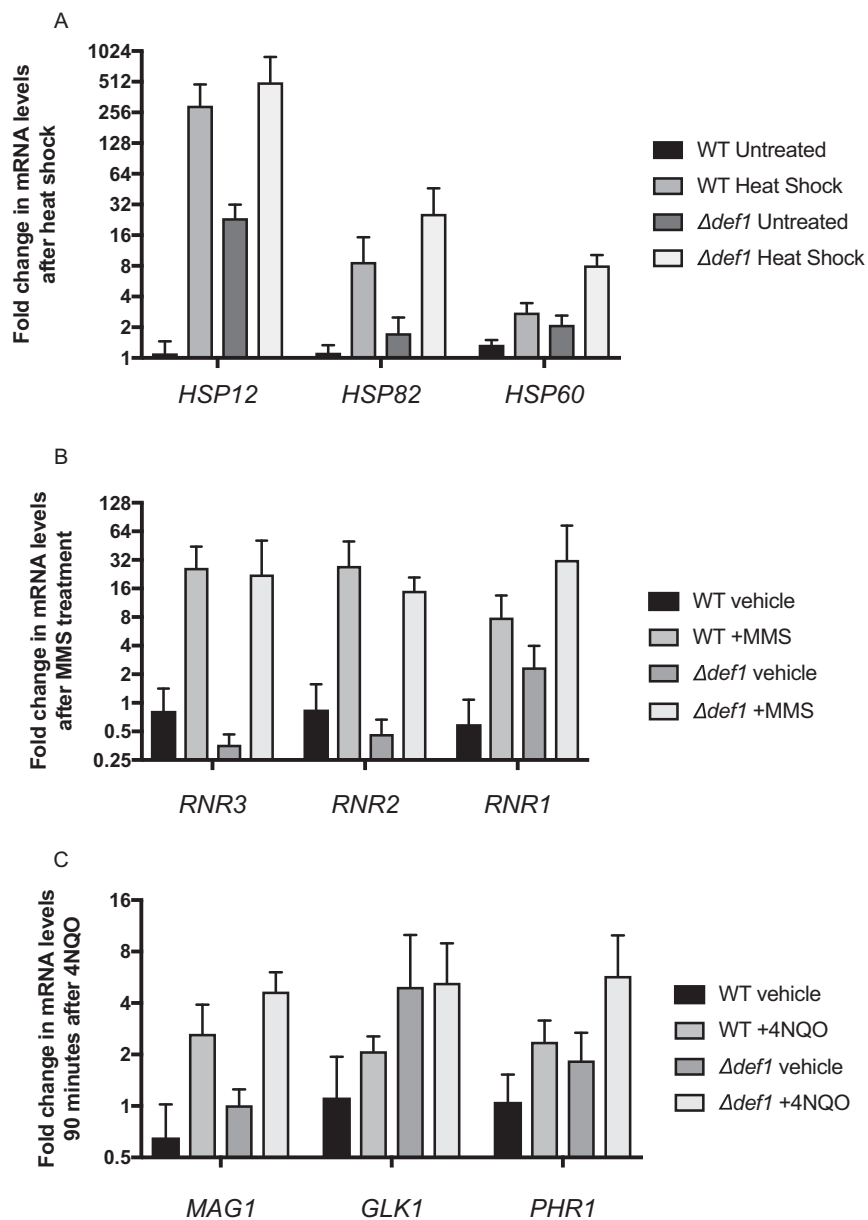 A
Fold change in mRNA levels
after heat shock
1024
512
256
128
64
32
16
8
4
2
1
HSP12 HSP82 HSP60
WT Untreated
WT Heat Shock
Δdef1 Untreated
Δdef1 Heat Shock
B
Fold change in mRNA levels
after MMS treatment
128
64
32
16
8
4
2
1
0.5
0.25
RNR3 RNR2 RNR1
WT vehicle
WT +MMS
Δdef1 vehicle
Δdef1 +MMS
C
Fold change in mRNA levels
90 minutes after 4NQO
16
8
4
2
1
0.5
MAG1 GLK1 PHR1
WT vehicle
WT +4NQO
Δdef1 vehicle
Δdef1 +4NQO